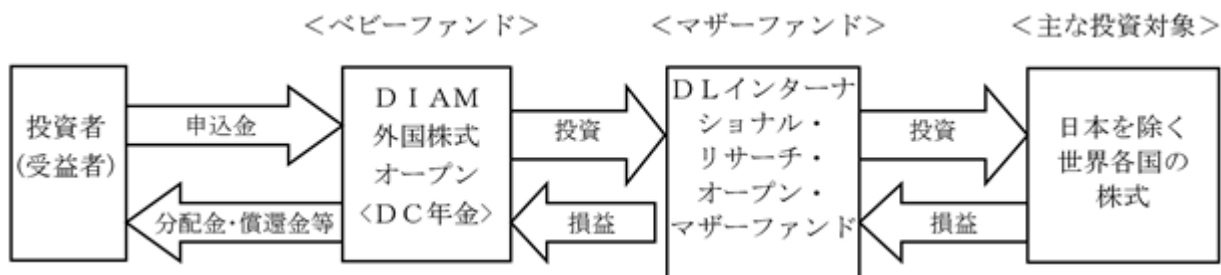 <ベビーファンド>
<マザーファンド>
<主な投資対象>
投資者
(受益者)
申込金
分配金・償還金等
DIAM
外国株式
オープン
<DC年金>
投資
損益
DLインターナ
ショナル・
リサーチ・
オープン・
マザーファンド
投資
損益
日本を除く
世界各国の
株式